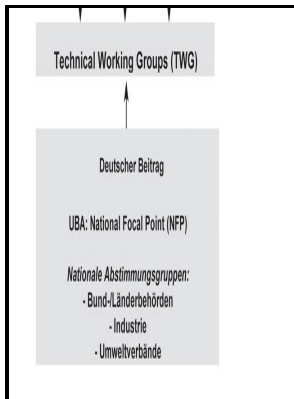 Technical Working Groups (TWG)
Deutscher Beitrag
UBA: National Focal Point (NFP)
Nationale Abstimmungsgruppen:
- Bund-/Länderbehörden
- Industrie
- Umweltverbände